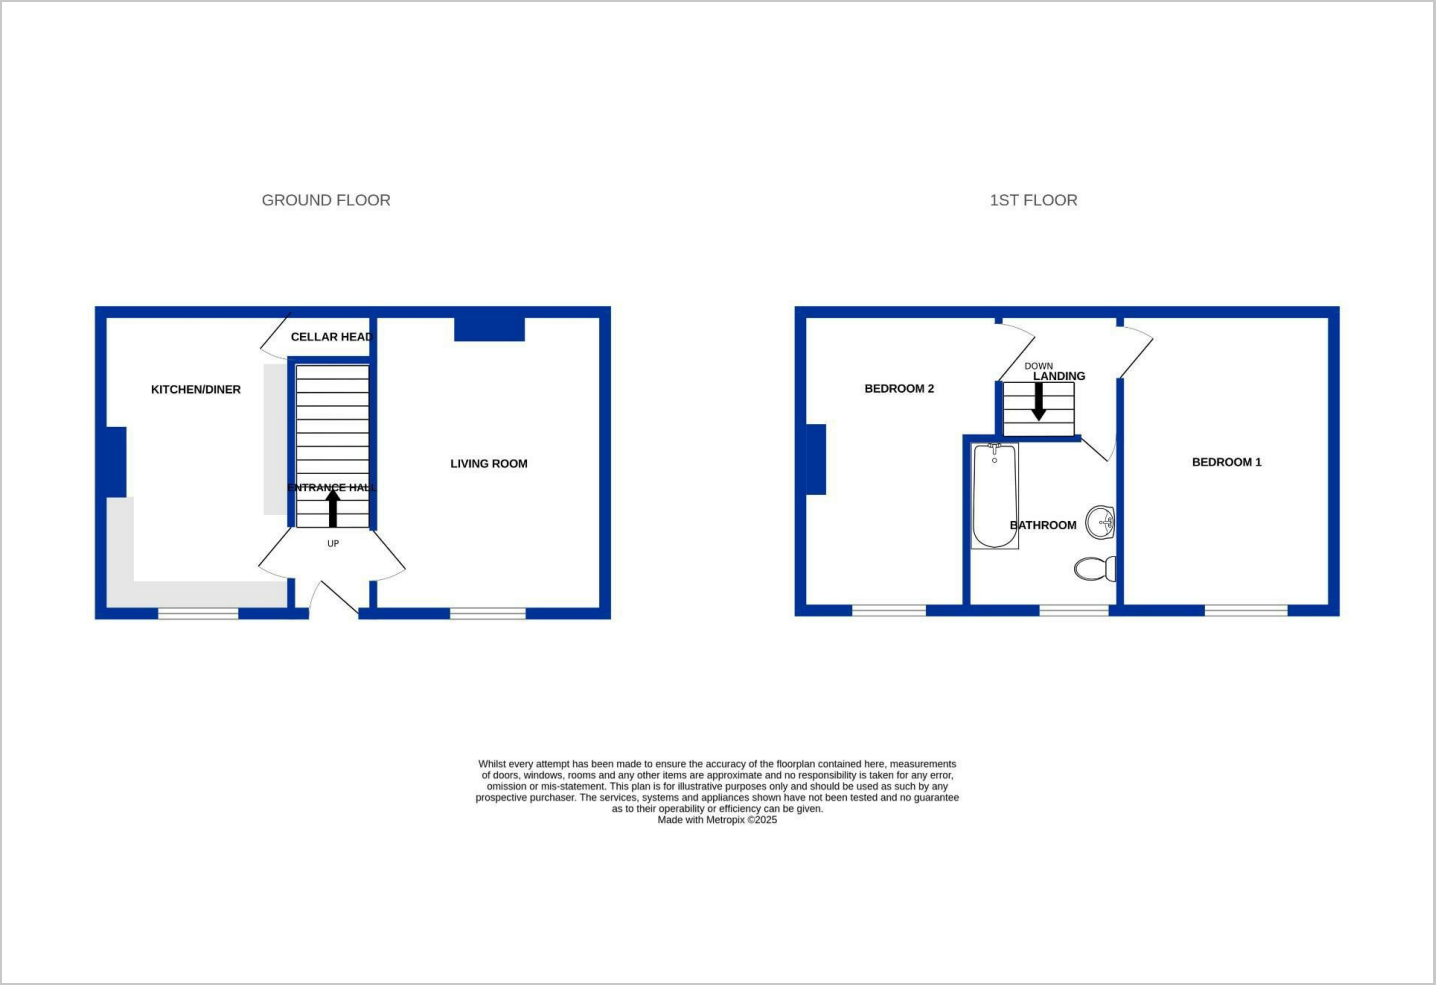 GROUND FLOOR
1ST FLOOR
CELLAR HEAD
KITCHEN/DINER
LIVING ROOM
ENTRANCE HALL
UP
DOWN
LANDING
BEDROOM 2
BEDROOM 1
BATHROOM
Whilst every attempt has been made to ensure the accuracy of the floorplan contained here, measurements
of doors, windows, rooms and any other items are approximate and no responsibility is taken for any error,
omission or mis-statement. This plan is for illustrative purposes only and should be used as such by any
prospective purchaser. The services, systems and appliances shown have not been tested and no guarantee
as to their operability or efficiency can be given.
Made with Metropix ©2025